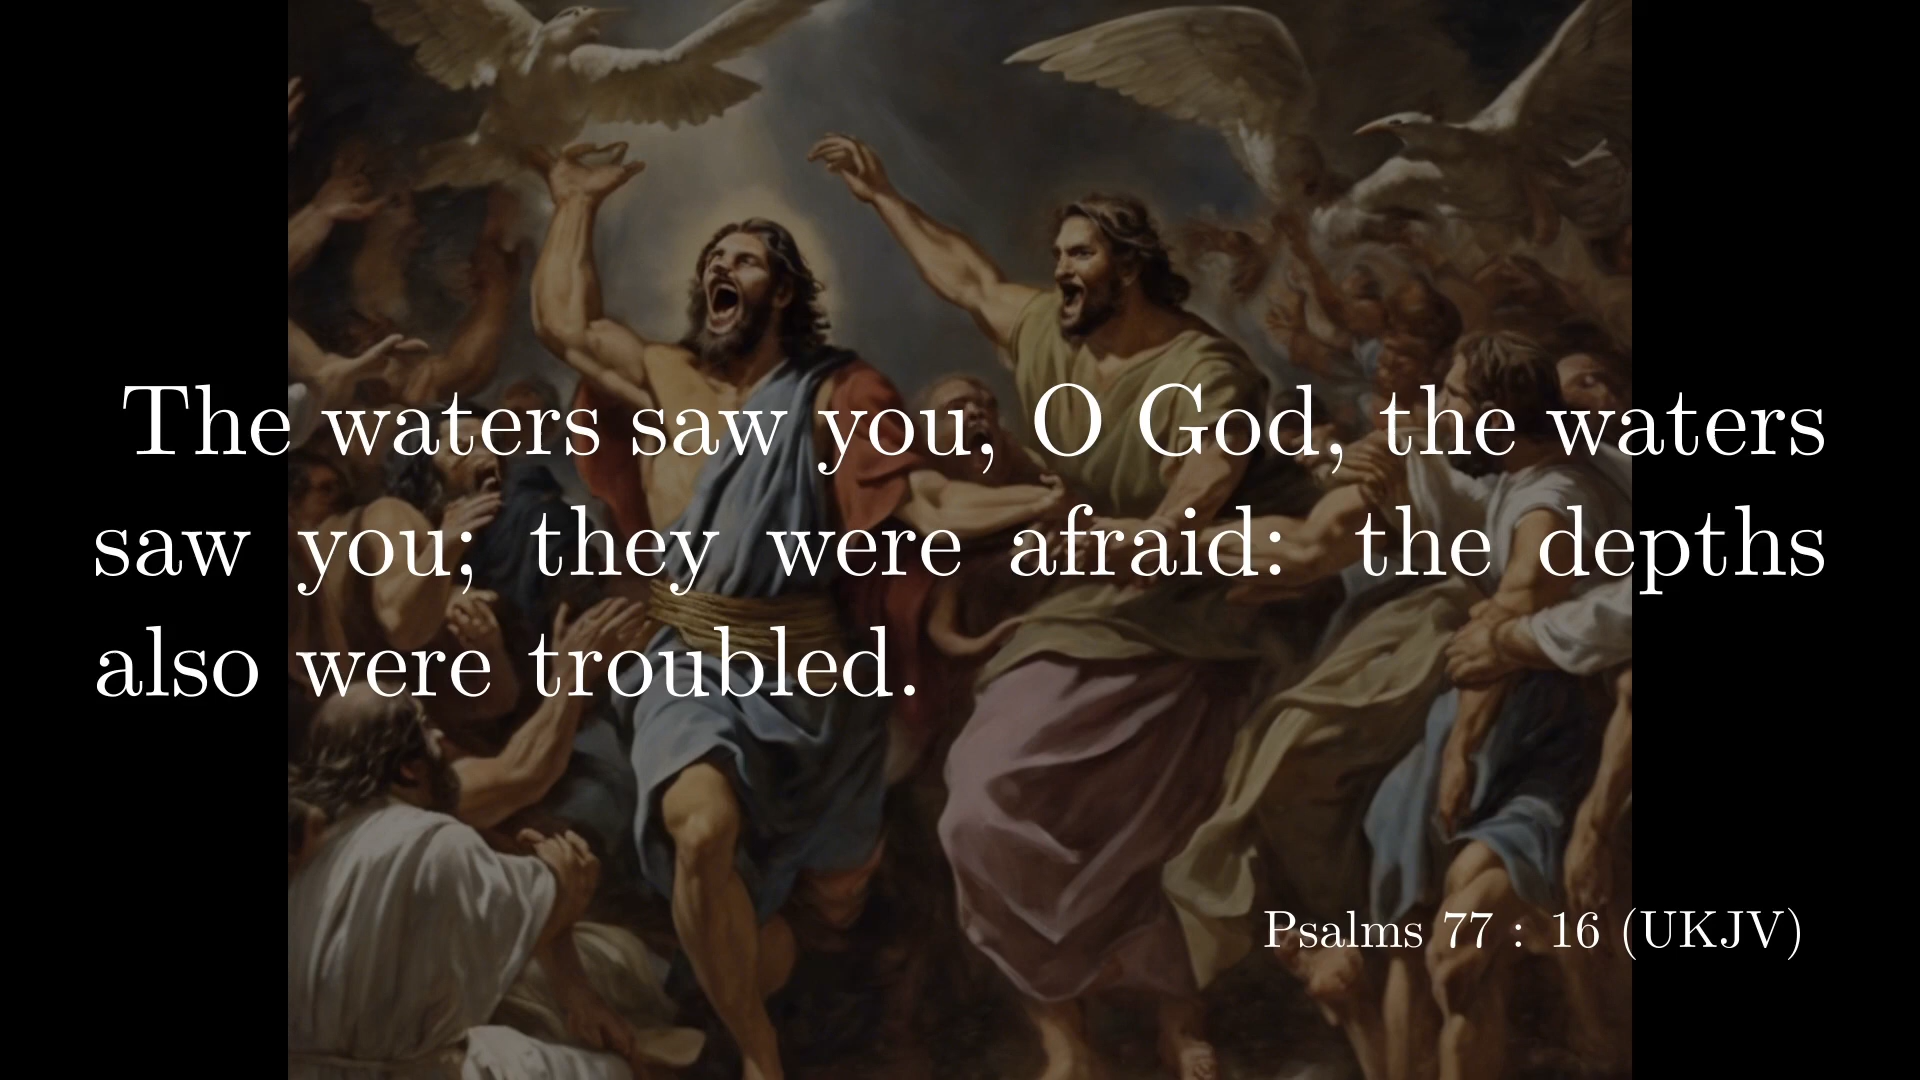 The waters saw you, O God, the waters
saw you; they were afraid: the depths
also were troubled.
Psalms 77 : 16 (UKJV)